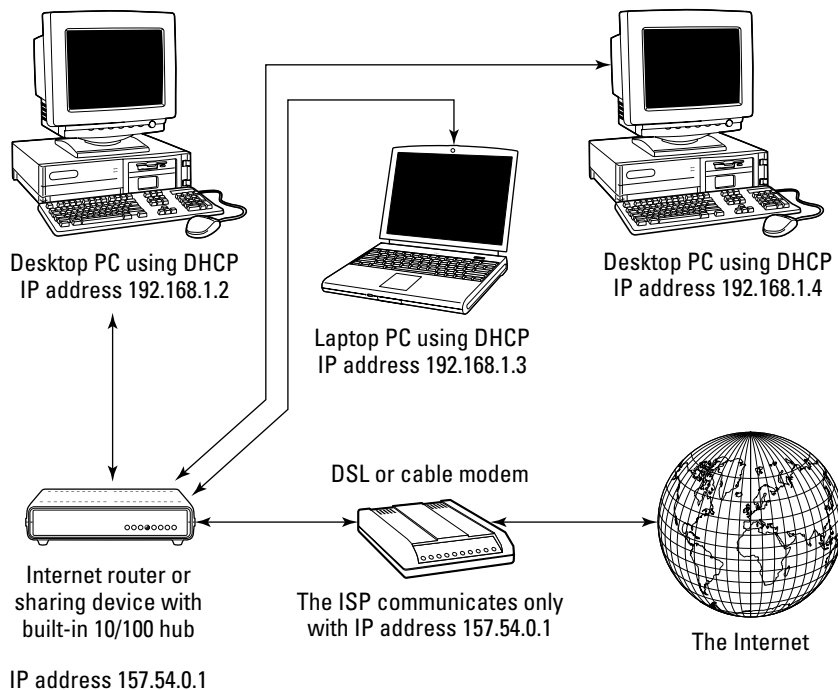 Desktop PC using DHCP
IP address 192.168.1.2
Laptop PC using DHCP
IP address 192.168.1.3
Desktop PC using DHCP
IP address 192.168.1.4
Internet router or
sharing device with
built-in 10/100 hub
IP address 157.54.0.1
DSL or cable modem
The ISP communicates only
with IP address 157.54.0.1
The Internet